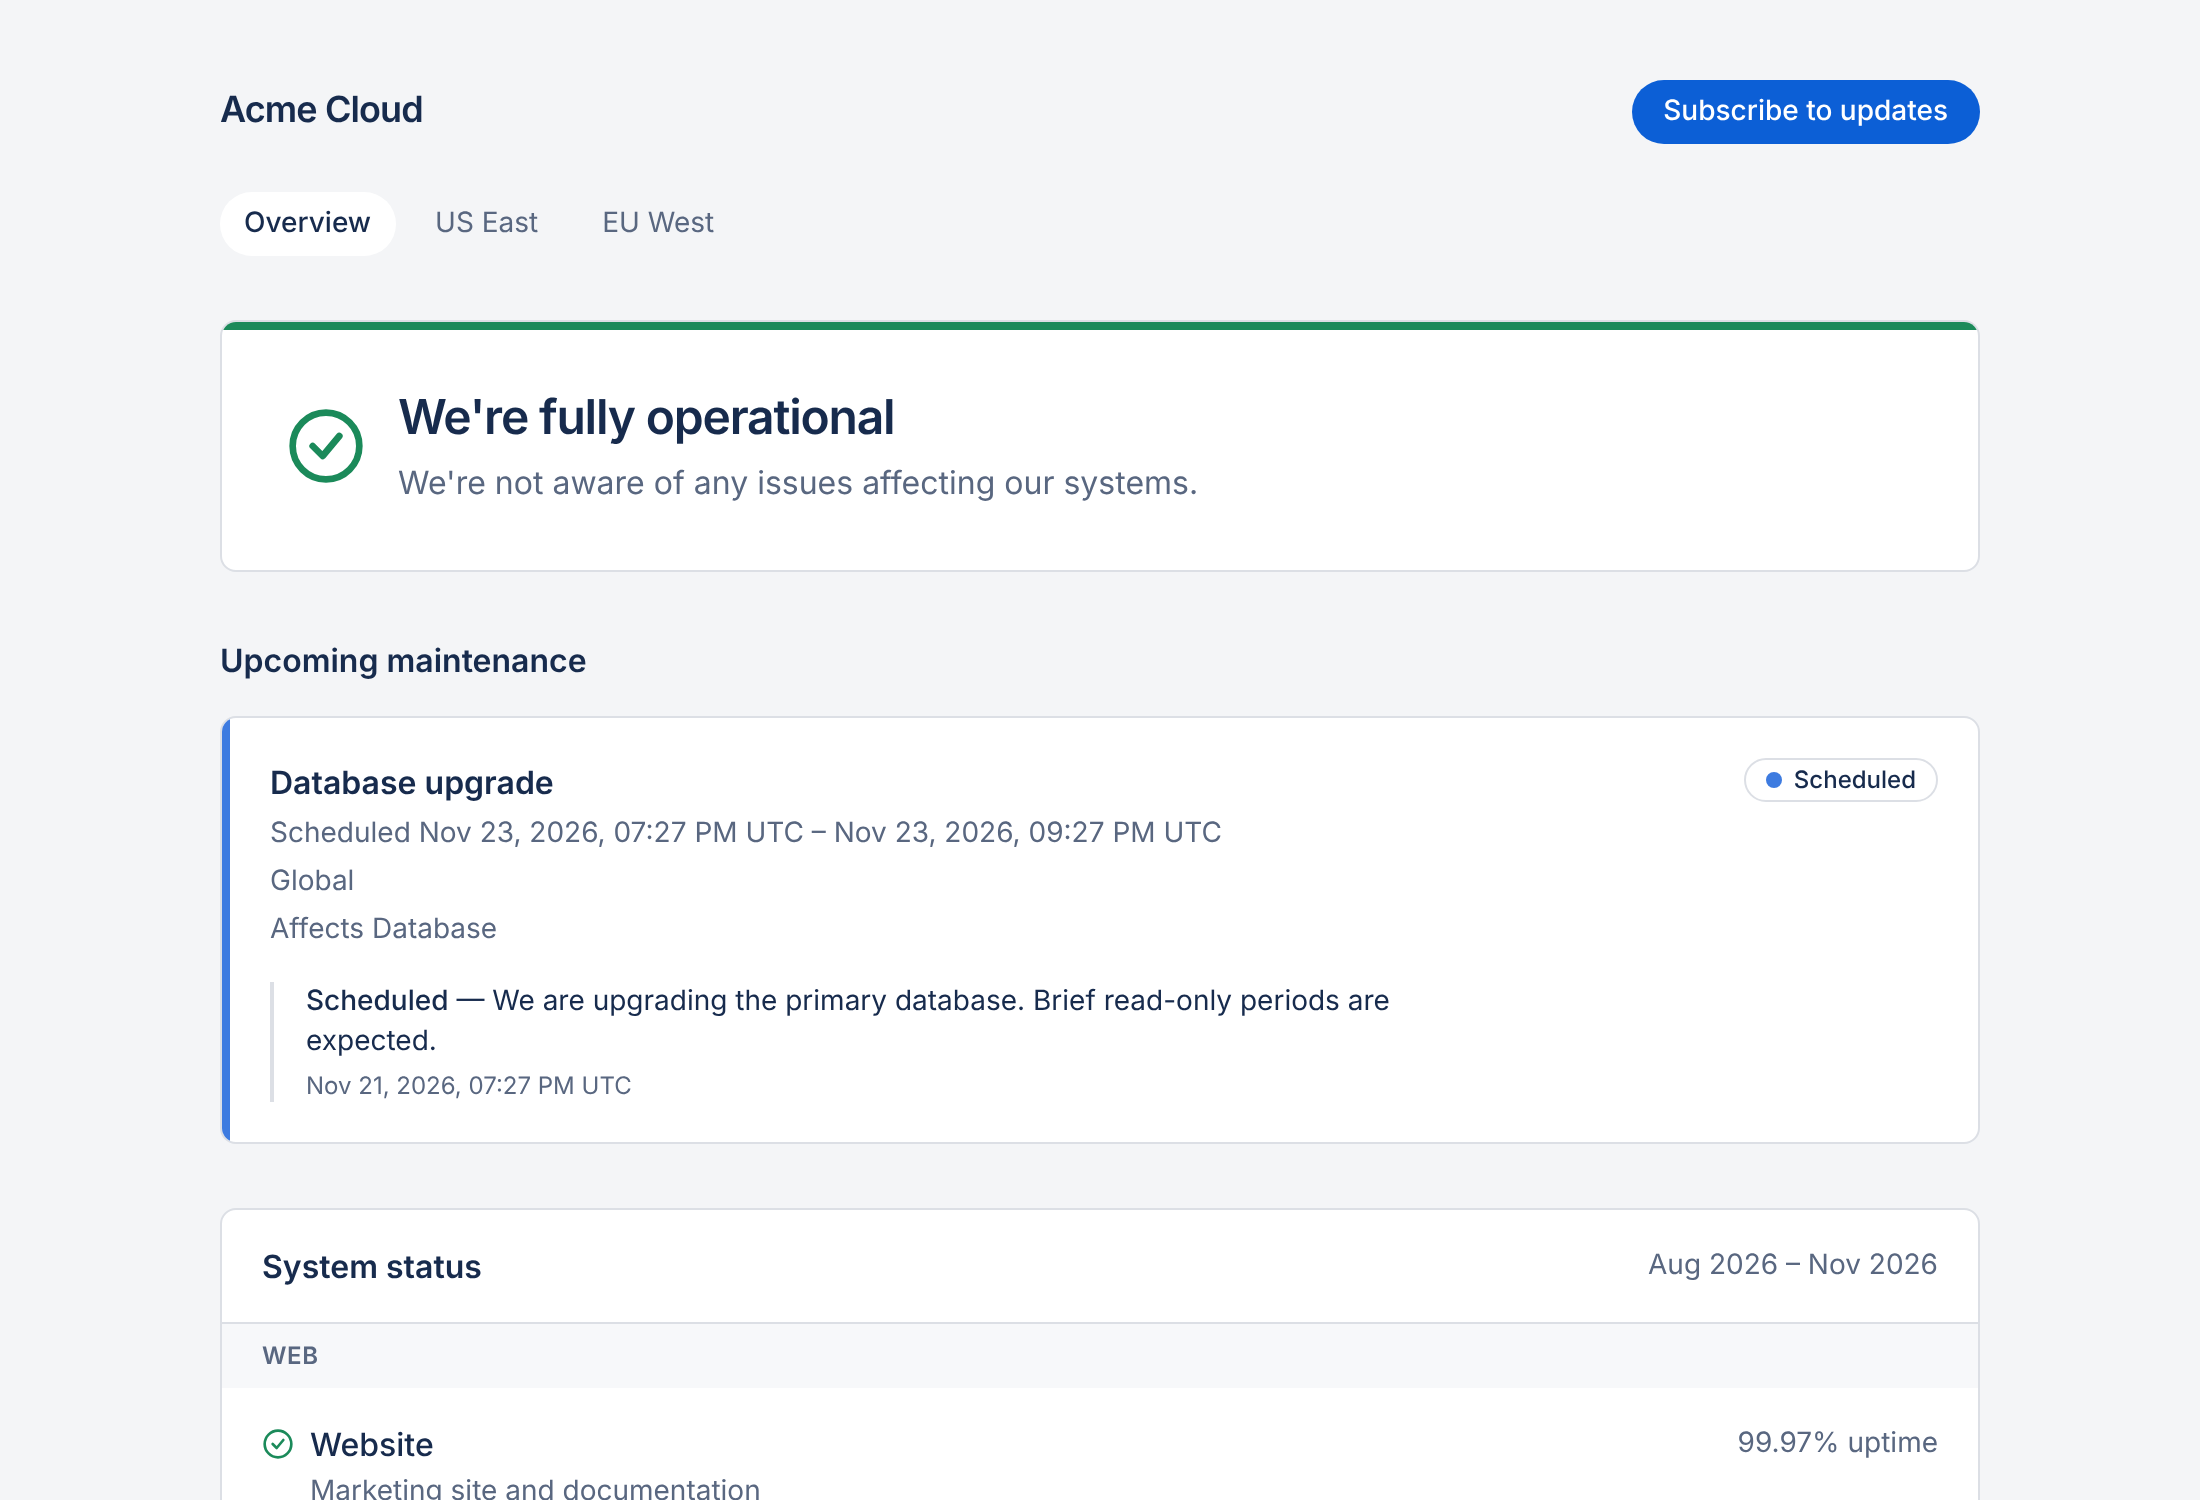 Acme Cloud
Subscribe to updates
Overview
US East
EU West
We're fully operational
We're not aware of any issues affecting our systems.
Upcoming maintenance
Database upgrade
Scheduled
Scheduled Nov 23, 2026, 07:27 PM UTC – Nov 23, 2026, 09:27 PM UTC
Global
Affects Database
Scheduled — We are upgrading the primary database. Brief read-only periods are
expected.
Nov 21, 2026, 07:27 PM UTC
System status
Aug 2026 – Nov 2026
WEB
Website
99.97% uptime
Marketing site and documentation